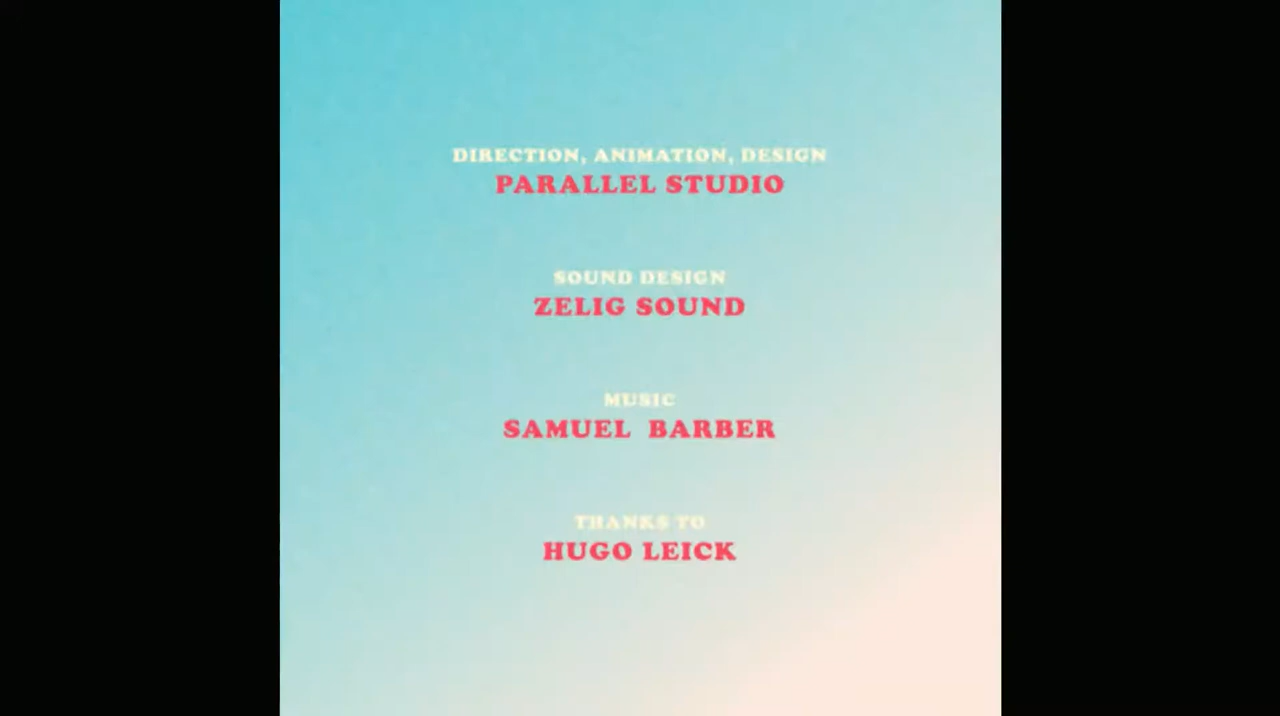 DIRECTION, ANIMATION, DESIGN
PARALLEL STUDIO
SOUND DESIGN
ZELIG SOUND
MUSIC
SAMUEL BARBER
THANKS TO
HUGO LEICK